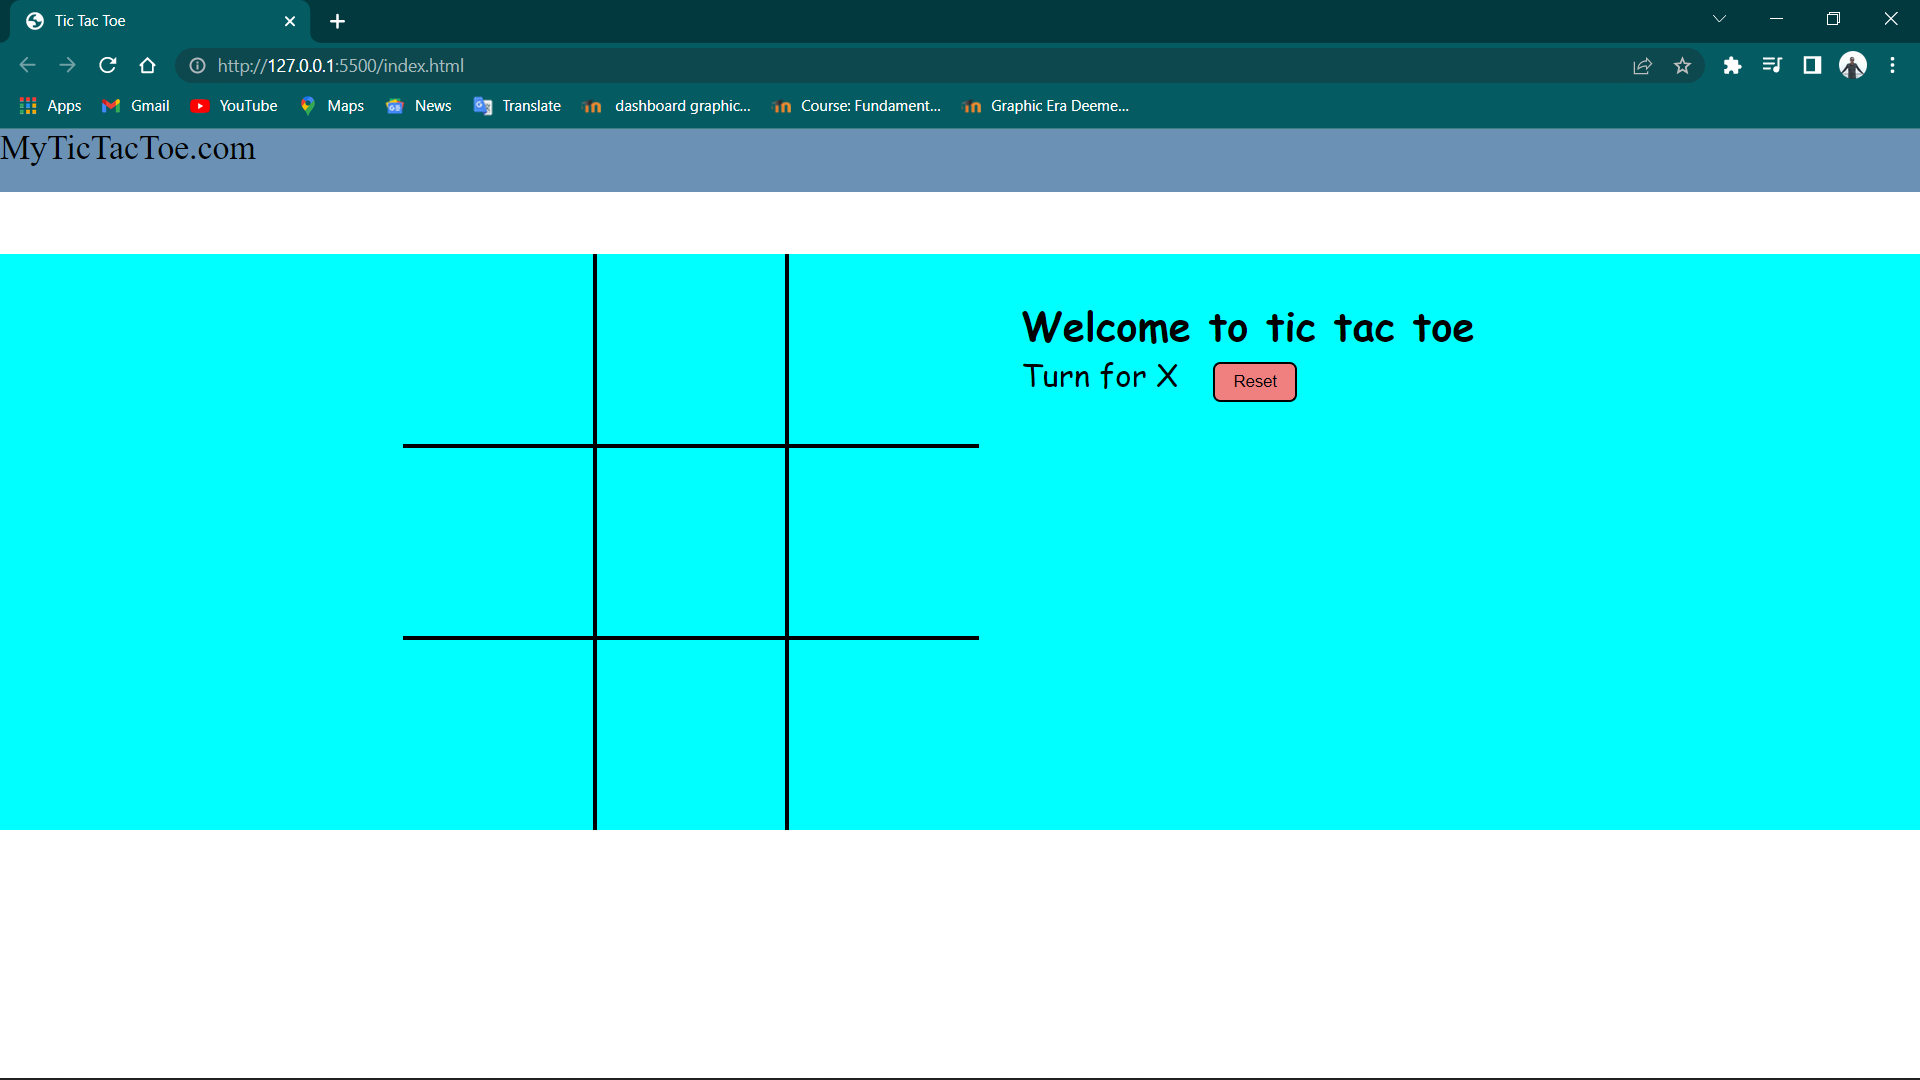 Tic Tac Toe
http://127.0.0.1:5500/index.html
Apps Gmail YouTube Maps News Translate dashboard graphic... Course: Fundament... Graphic Era Deeme...
MyTicTacToe.com
Welcome to tic tac toe
Turn for X Reset